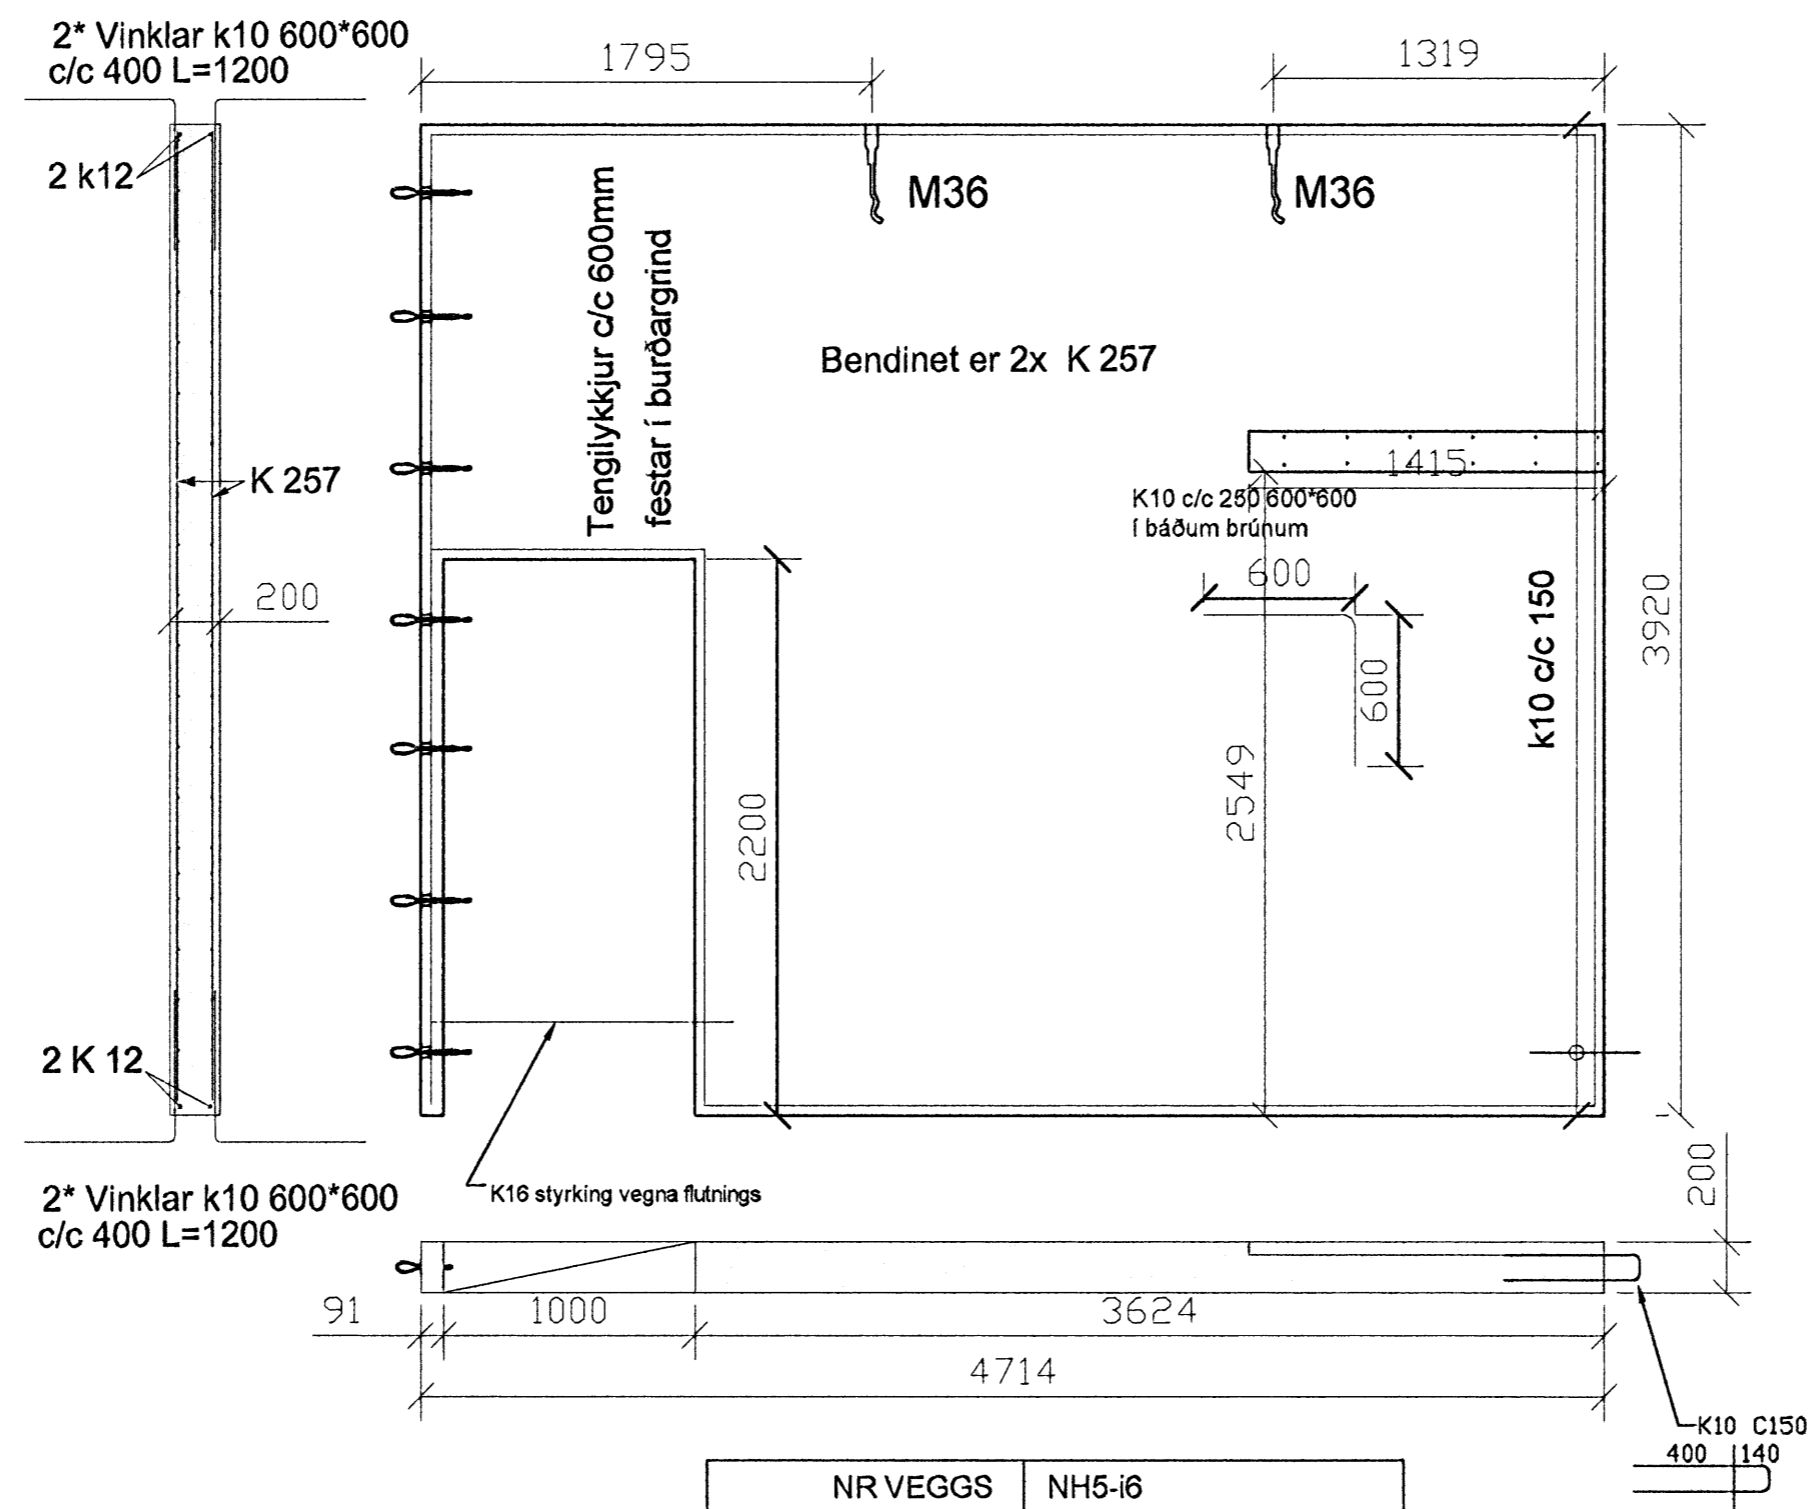 2* Vinklar k10 600*600
c/c 400 L=1200
1795
1319
2 k12
M36
M36
Tengilykkjur c/c 600mm
festar í burðargrind
Bendinet er 2x K 257
K 257
1415
K10 c/c 250 600*600
í báðum brúnum
200
600
600
k10 c/c 150
3920
2549
2200
2 K 12
2* Vinklar k10 600*600
c/c 400 L=1200
K16 styrking vegna flutnings
200
91
1000
3624
4714
K10 C150
400
140
NR VEGGS
NH5-i6